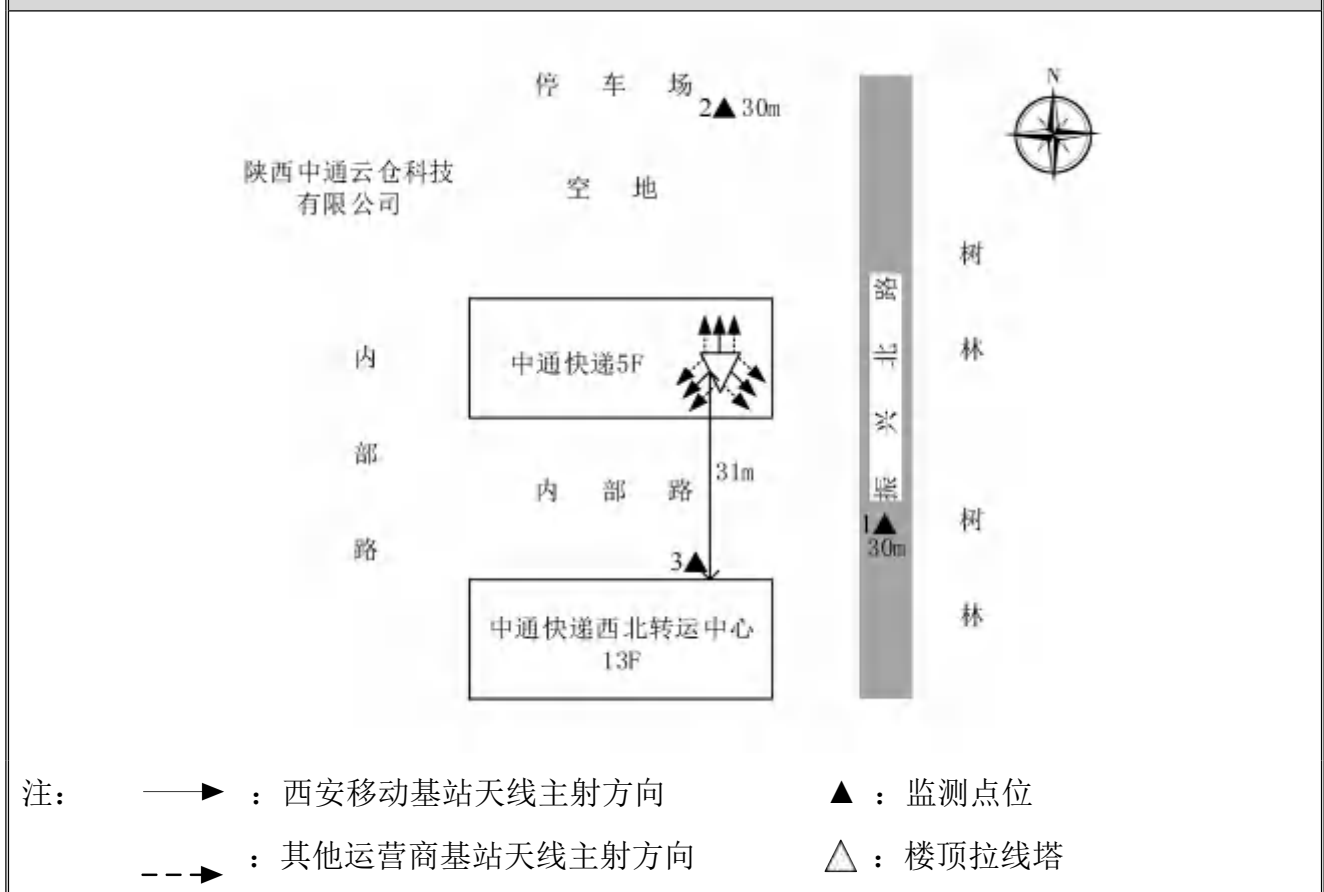 N
停 车 场
2▲ 30m
陕西中通云仓科技
有限公司
空 地
树
林
树
林
振 兴 北 路
内
部
路
中通快递5F
31m
内 部 路
1▲
30m
3▲
中通快递西北转运中心
13F
注：
：西安移动基站天线主射方向
▲ ：监测点位
：其他运营商基站天线主射方向
△ ：楼顶拉线塔